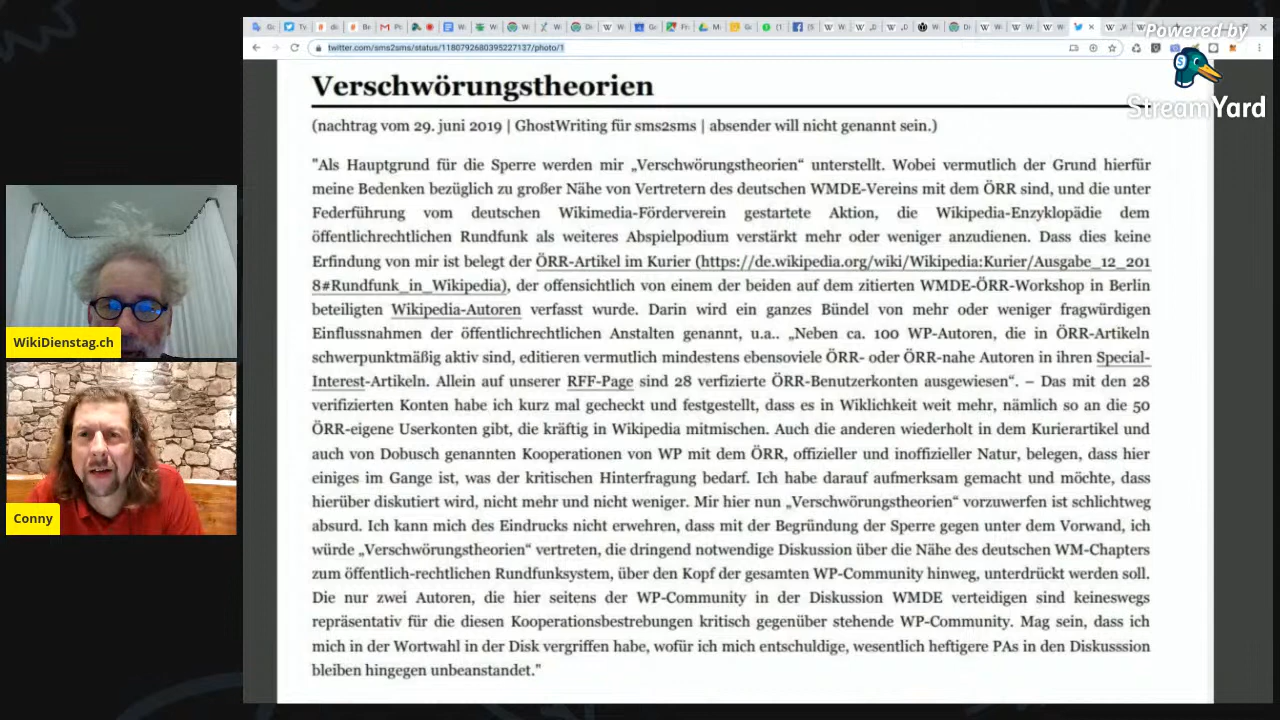 twitter.com/sms2sms/status/1180792680395227137/photo/1
Powered by
StreamYard
Verschwörungstheorien
(nachtrag vom 29. juni 2019 | GhostWriting für sms2sms | absender will nicht genannt sein.)
"Als Hauptgrund für die Sperre werden mir „Verschwörungstheorien“ unterstellt. Wobei vermutlich der Grund hierfür
meine Bedenken bezüglich zu großer Nähe von Vertretern des deutschen WMDE-Vereins mit dem ÖRR sind, und die unter
Federführung vom deutschen Wikimedia-Förderverein gestartete Aktion, die Wikipedia-Enzyklopädie dem
öffentlichrechtlichen Rundfunk als weiteres Abspielpodium verstärkt mehr oder weniger anzudienen. Dass dies keine
Erfindung von mir ist belegt der ÖRR-Artikel im Kurier (https://de.wikipedia.org/wiki/Wikipedia:Kurier/Ausgabe_12_201
8#Rundfunk_in_Wikipedia), der offensichtlich von einem der beiden auf dem zitierten WMDE-ÖRR-Workshop in Berlin
beteiligten Wikipedia-Autoren verfasst wurde. Darin wird ein ganzes Bündel von mehr oder weniger fragwürdigen
Einflussnahmen der öffentlichrechtlichen Anstalten genannt, u.a.. „Neben ca. 100 WP-Autoren, die in ÖRR-Artikeln
schwerpunktmäßig aktiv sind, editieren vermutlich mindestens ebensoviele ÖRR- oder ÖRR-nahe Autoren in ihren Special-
Interest-Artikeln. Allein auf unserer RFF-Page sind 28 verfizierte ÖRR-Benutzerkonten ausgewiesen“. – Das mit den 28
verifizierten Konten habe ich kurz mal gecheckt und festgestellt, dass es in Wiklichkeit weit mehr, nämlich so an die 50
ÖRR-eigene Userkonten gibt, die kräftig in Wikipedia mitmischen. Auch die anderen wiederholt in dem Kurierartikel und
auch von Dobusch genannten Kooperationen von WP mit dem ÖRR, offizieller und inoffizieller Natur, belegen, dass hier
einiges im Gange ist, was der kritischen Hinterfragung bedarf. Ich habe darauf aufmerksam gemacht und möchte, dass
hierüber diskutiert wird, nicht mehr und nicht weniger. Mir hier nun „Verschwörungstheorien“ vorzuwerfen ist schlichtweg
absurd. Ich kann mich des Eindrucks nicht erwehren, dass mit der Begründung der Sperre gegen unter dem Vorwand, ich
würde „Verschwörungstheorien“ vertreten, die dringend notwendige Diskussion über die Nähe des deutschen WM-Chapters
zum öffentlich-rechtlichen Rundfunksystem, über den Kopf der gesamten WP-Community hinweg, unterdrückt werden soll.
Die nur zwei Autoren, die hier seitens der WP-Community in der Diskussion WMDE verteidigen sind keineswegs
repräsentativ für die diesen Kooperationsbestrebungen kritisch gegenüber stehende WP-Community. Mag sein, dass ich
mich in der Wortwahl in der Disk vergriffen habe, wofür ich mich entschuldige, wesentlich heftigere PAs in den Diskusssion
bleiben hingegen unbeanstandet."
WikiDienstag.ch
Conny